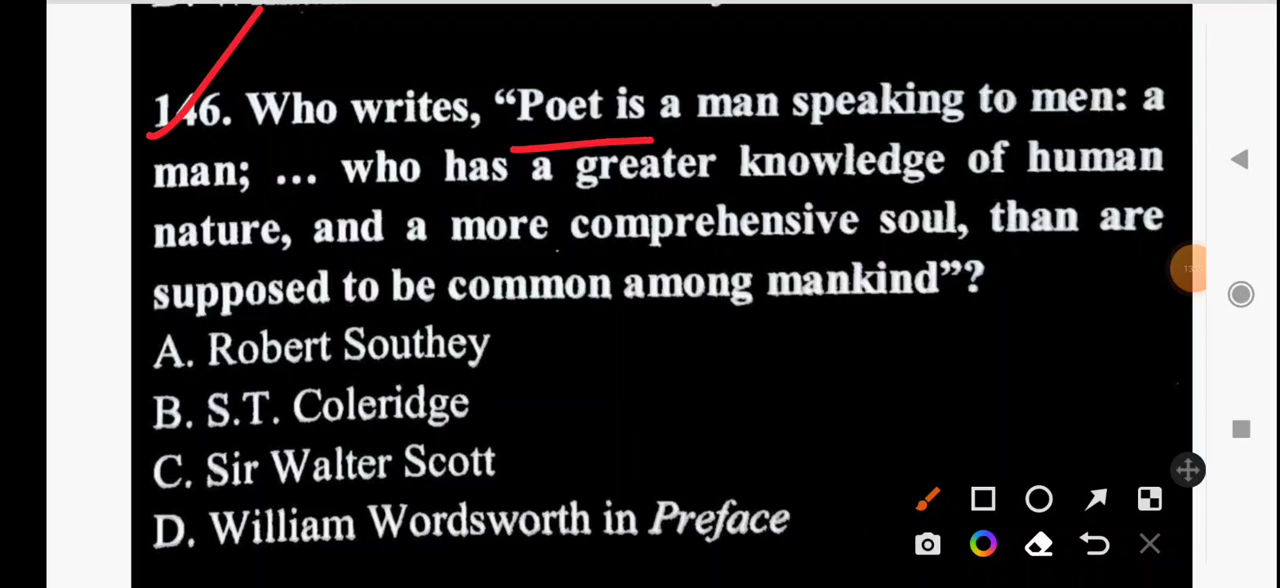 146. Who writes, “Poet is a man speaking to men: a
man; ... who has a greater knowledge of human
nature, and a more comprehensive soul, than are
supposed to be common among mankind”?
A. Robert Southey
B. S.T. Coleridge
C. Sir Walter Scott
D. William Wordsworth in Preface